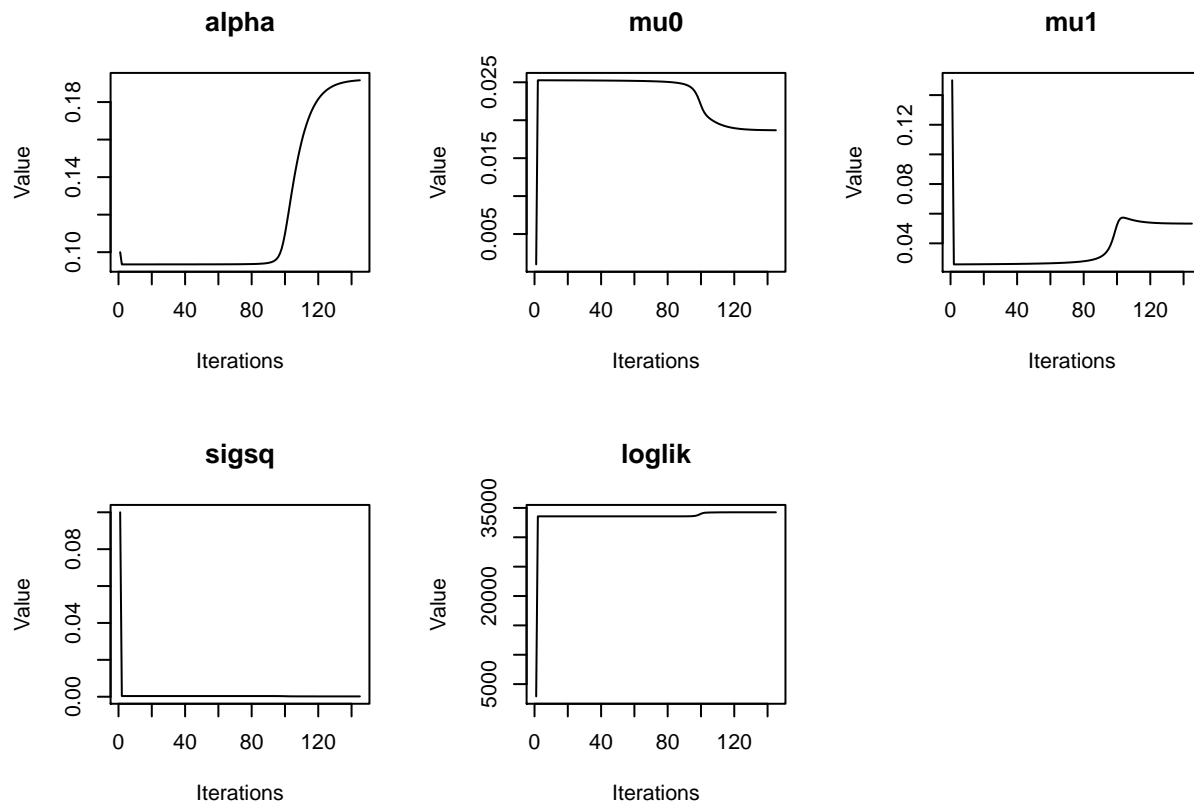 alpha
Value
0.10 0.14 0.18
0 40 80 120
Iterations
mu0
Value
0.005 0.015 0.025
0 40 80 120
Iterations
mu1
Value
0.04 0.08 0.12
0 40 80 120
Iterations
sigsq
Value
0.00 0.04 0.08
0 40 80 120
Iterations
loglik
Value
5000 20000 35000
0 40 80 120
Iterations